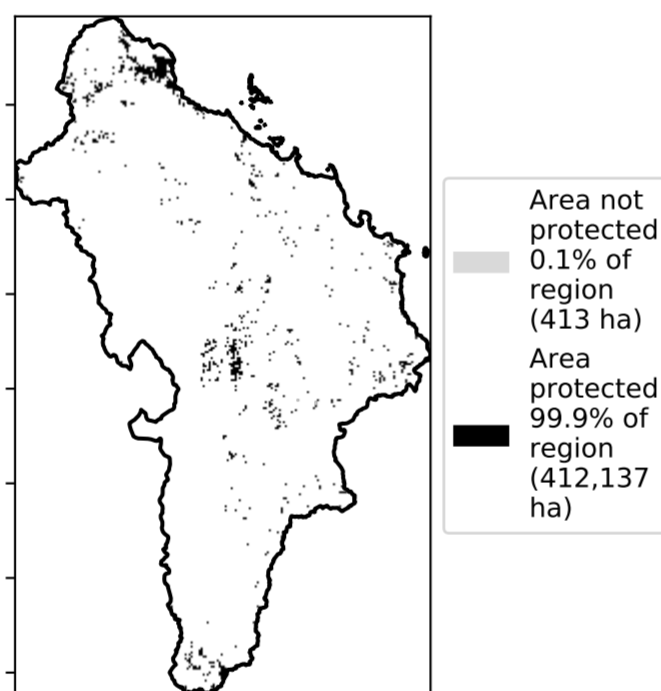 Area not
protected
0.1% of
region
(413 ha)
Area
protected
99.9% of
region
(412,137
ha)